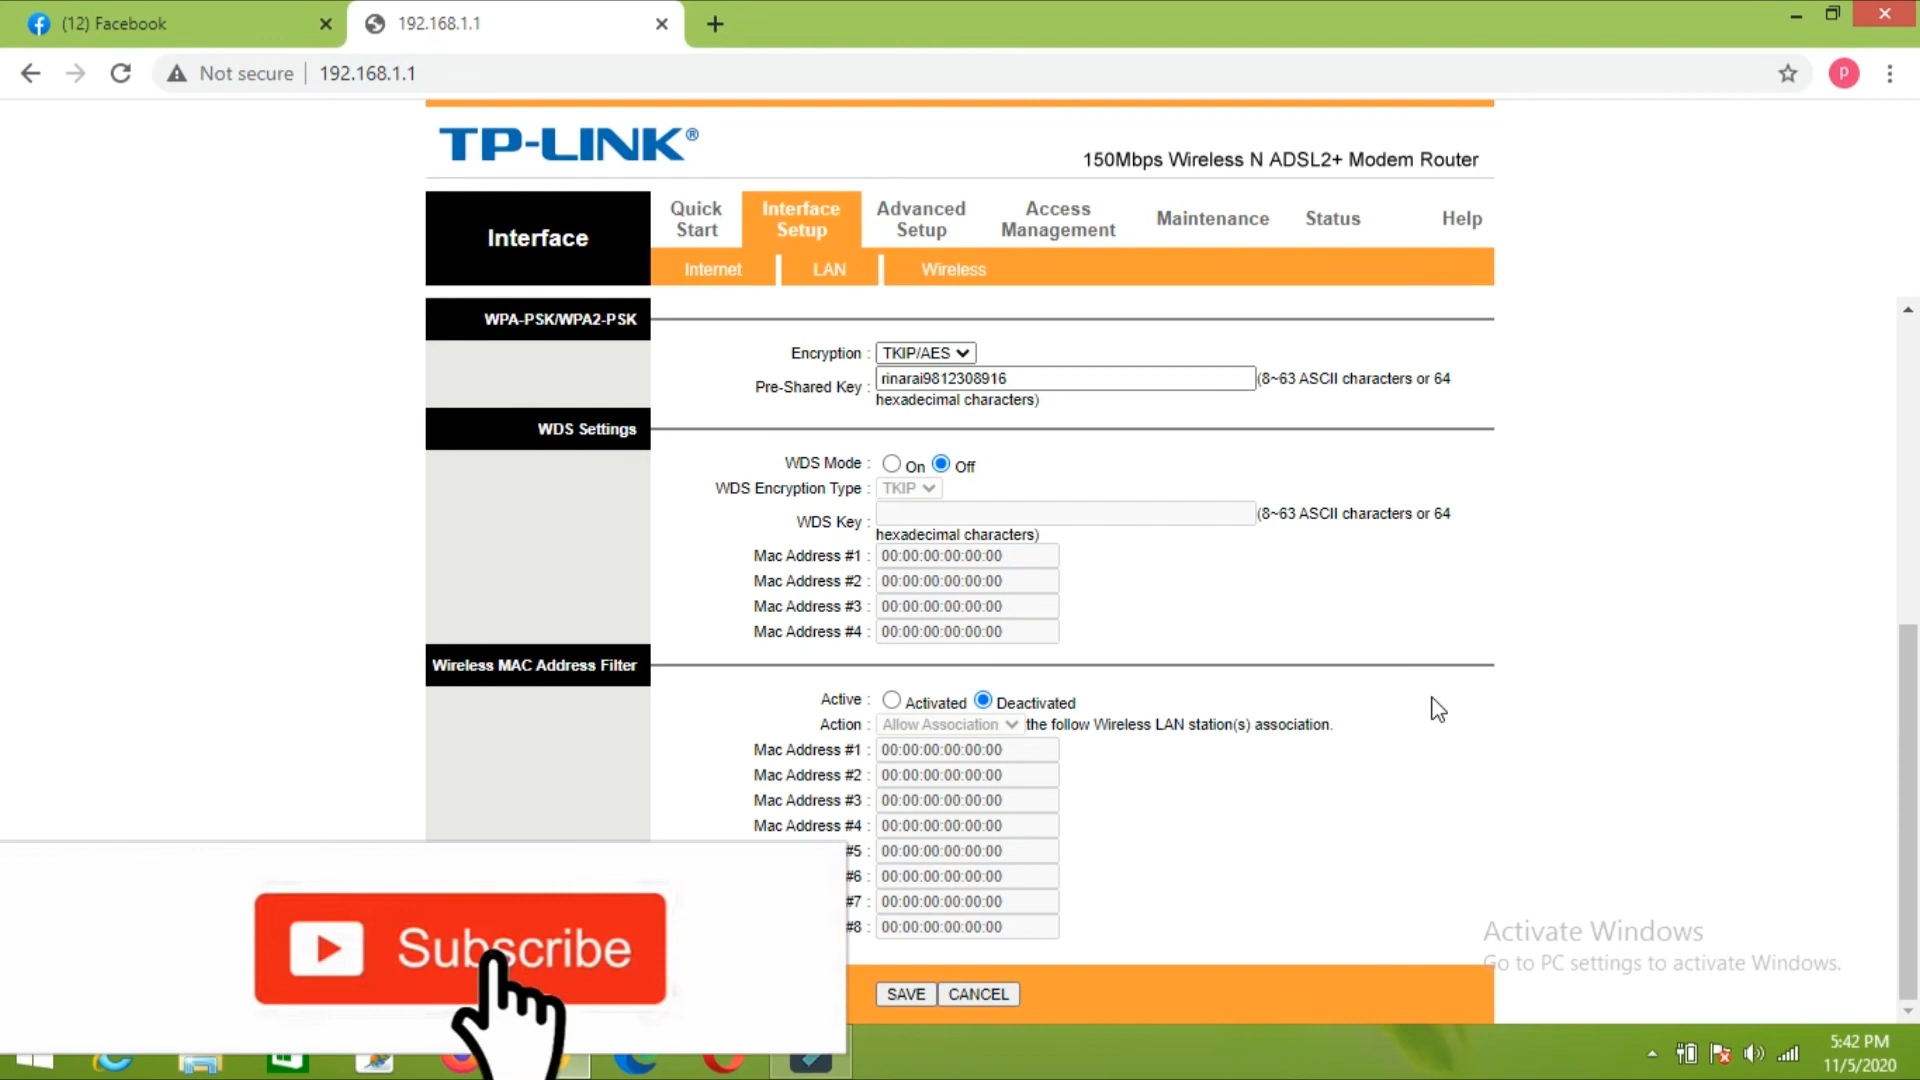 (12) Facebook
192.168.1.1
Not secure
192.168.1.1
P
TP-LINK®
150Mbps Wireless N ADSL2+ Modem Router
Interface
Quick Start
Interface Setup
Advanced Setup
Access Management
Maintenance
Status
Help
Internet
LAN
Wireless
WPA-PSK/WPA2-PSK
Encryption : TKIP/AES
Pre-Shared Key : rinarai9812308916 (8~63 ASCII characters or 64
hexadecimal characters)
WDS Settings
WDS Mode : On Off
WDS Encryption Type : TKIP
WDS Key : (8~63 ASCII characters or 64
hexadecimal characters)
Mac Address #1 : 00:00:00:00:00:00
Mac Address #2 : 00:00:00:00:00:00
Mac Address #3 : 00:00:00:00:00:00
Mac Address #4 : 00:00:00:00:00:00
Wireless MAC Address Filter
Active : Activated Deactivated
Action : Allow Association the follow Wireless LAN station(s) association.
Mac Address #1 : 00:00:00:00:00:00
Mac Address #2 : 00:00:00:00:00:00
Mac Address #3 : 00:00:00:00:00:00
Mac Address #4 : 00:00:00:00:00:00
#5 : 00:00:00:00:00:00
#6 : 00:00:00:00:00:00
#7 : 00:00:00:00:00:00
#8 : 00:00:00:00:00:00
Subscribe
SAVE CANCEL
Activate Windows
Go to PC settings to activate Windows.
5:42 PM
11/5/2020